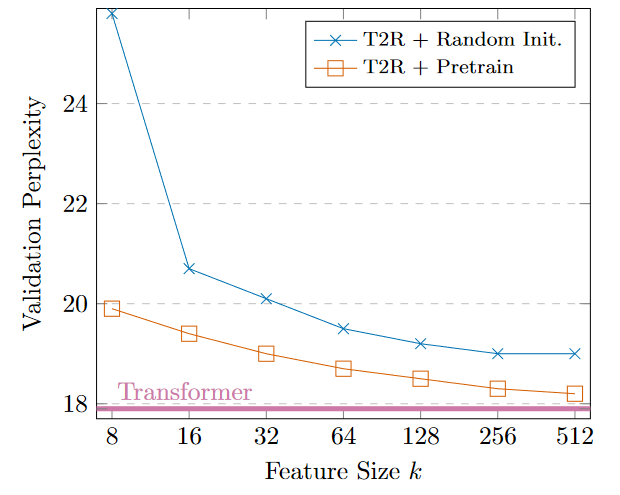 T2R + Random Init.
T2R + Pretrain
Validation Perplexity
24
22
20
18
Transformer
8 16 32 64 128 256 512
Feature Size k